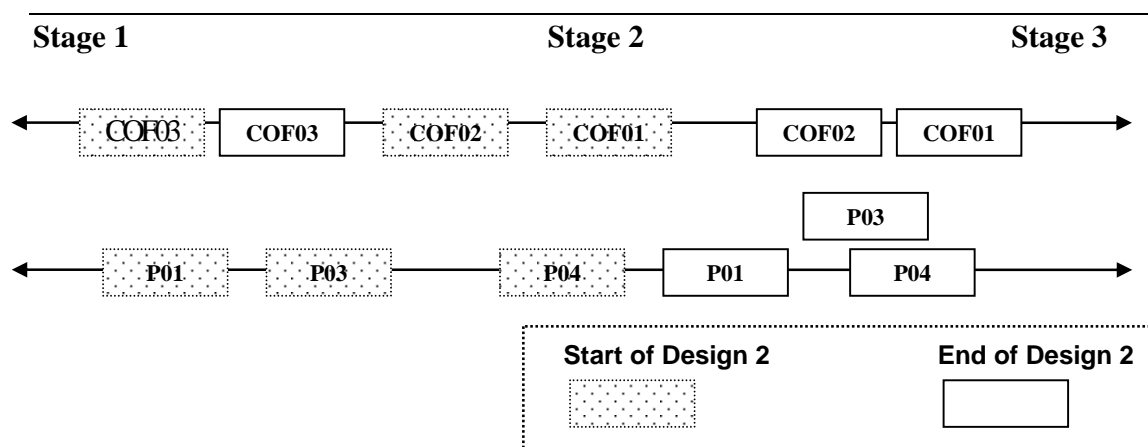 Stage 1 Stage 2 Stage 3
COF03 COF03 COF02 COF01 COF02 COF01
P03
P01 P03 P04 P01 P04
Start of Design 2 End of Design 2